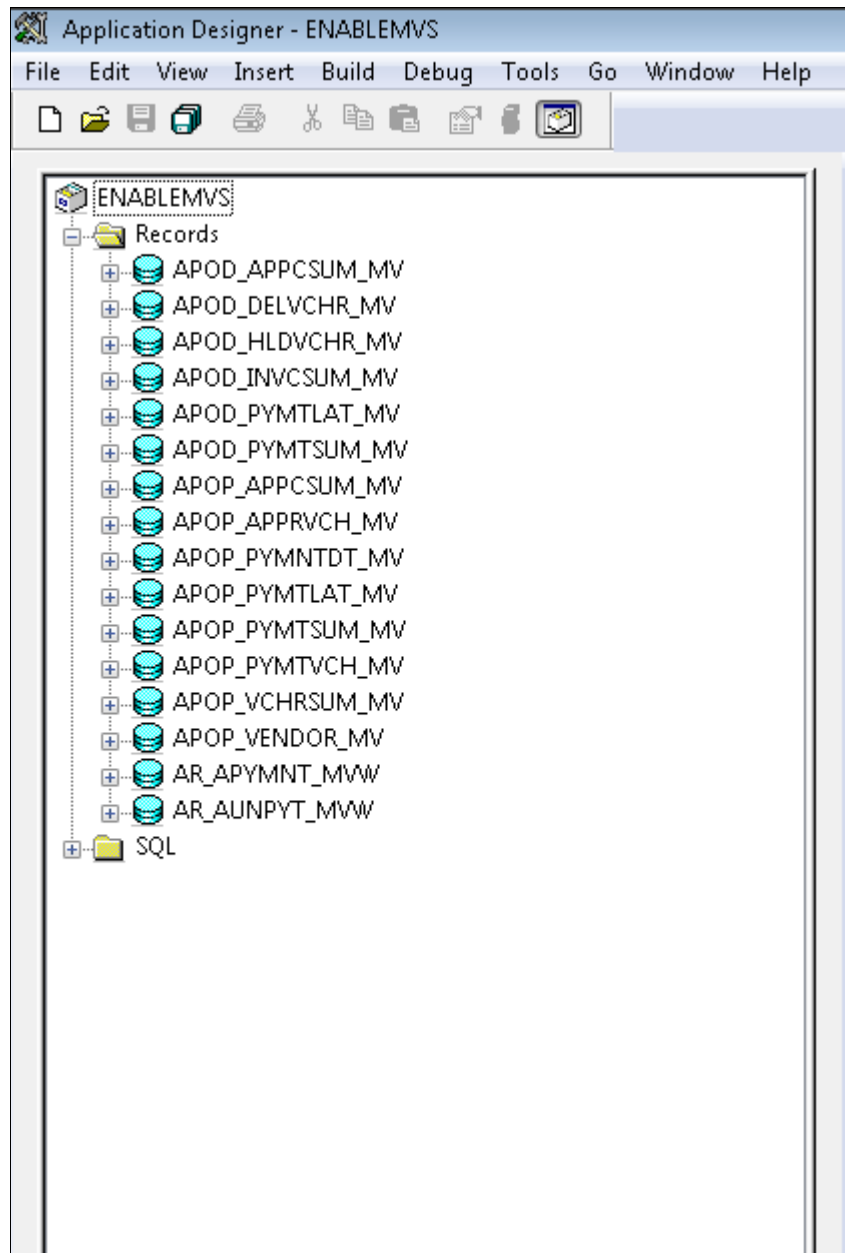 Application Designer - ENABLEMVS
File Edit View Insert Build Debug Tools Go Window Help
ENABLEMVS
Records
APOD_APPCSUM_MV
APOD_DELVCHR_MV
APOD_HLDVCHR_MV
APOD_INVCSUM_MV
APOD_PYMTLAT_MV
APOD_PYMTSUM_MV
APOP_APPCSUM_MV
APOP_APPRVCH_MV
APOP_PYMNTDT_MV
APOP_PYMTLAT_MV
APOP_PYMTSUM_MV
APOP_PYMTVCH_MV
APOP_VCHRSUM_MV
APOP_VENDOR_MV
AR_APYMNT_MVW
AR_AUNPYT_MVW
SQL